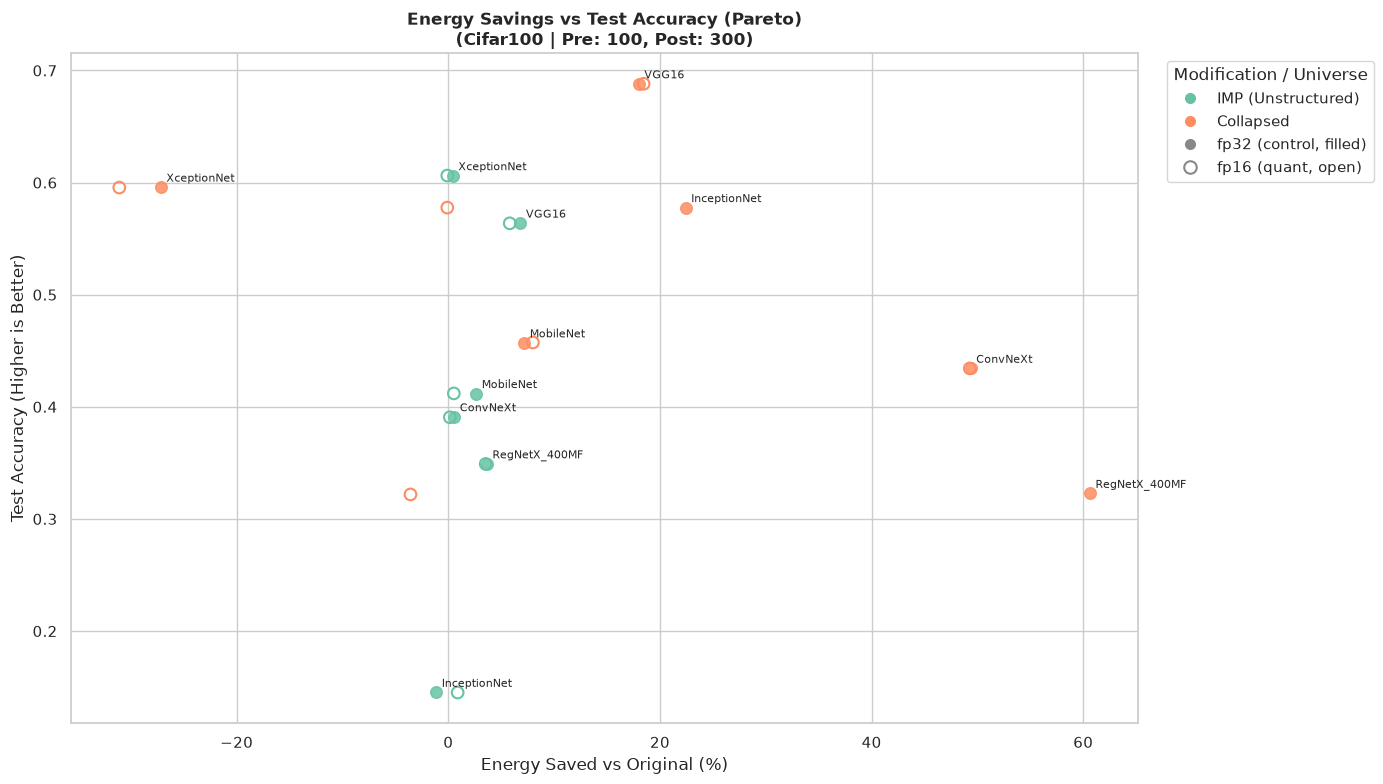 Energy Savings vs Test Accuracy (Pareto)
(Cifar100 | Pre: 100, Post: 300)
Test Accuracy (Higher is Better)
0.7
0.6
0.5
0.4
0.3
0.2
VGG16
XceptionNet
XceptionNet
InceptionNet
VGG16
MobileNet
ConvNeXt
MobileNet
ConvNeXt
RegNetX_400MF
RegNetX_400MF
InceptionNet
−20
0
20
40
60
Energy Saved vs Original (%)
Modification / Universe
IMP (Unstructured)
Collapsed
fp32 (control, filled)
fp16 (quant, open)